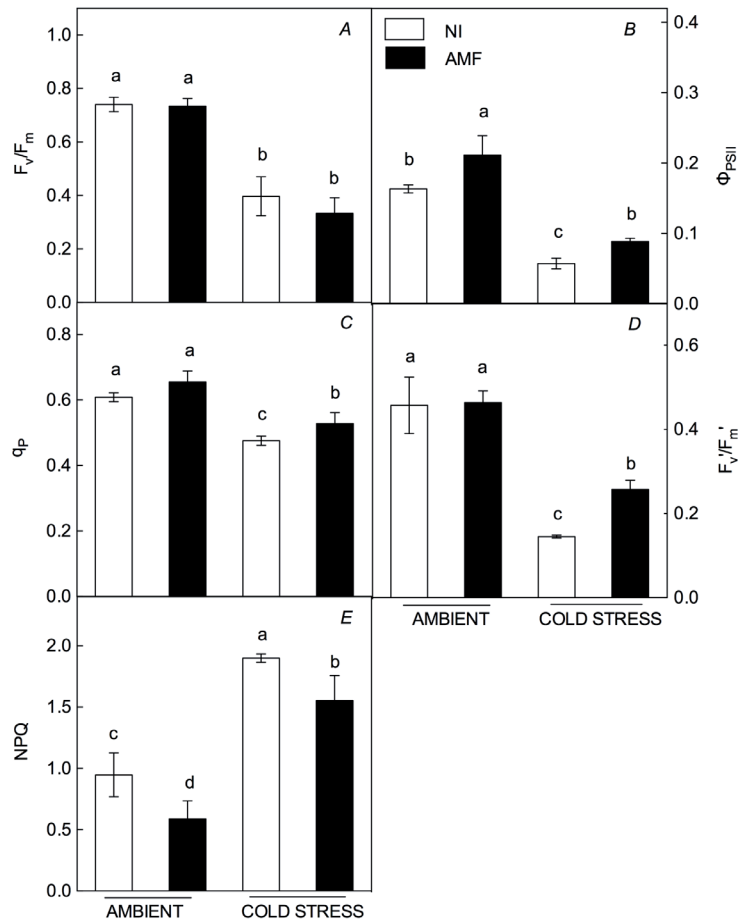 A
1.0
0.8
0.6
0.4
0.2
0.0
Fv/Fm
a a b b
NI
AMF
B
0.4
0.3
0.2
0.1
0.0
ΦPSII
b a c b
C
0.8
0.6
0.4
0.2
0.0
qP
a a c b
D
0.6
0.4
0.2
0.0
Fv'/Fm'
a a c b
AMBIENT COLD STRESS
E
2.0
1.5
1.0
0.5
0.0
NPQ
c d a b
AMBIENT COLD STRESS